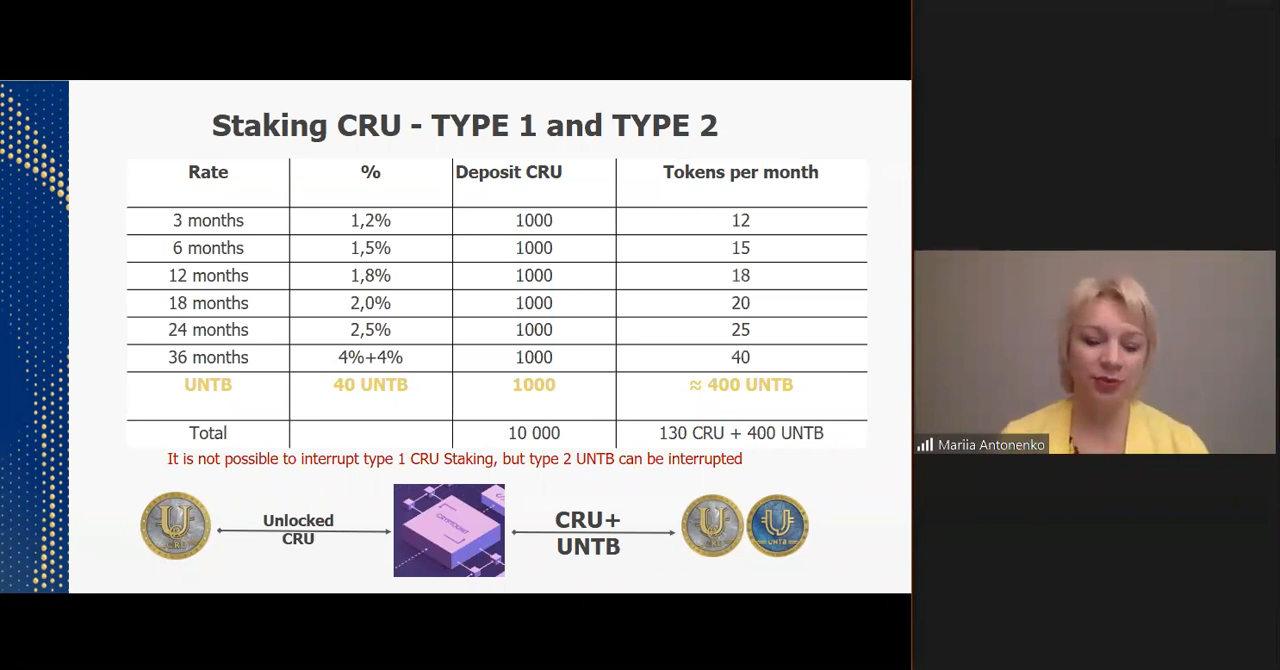 Staking CRU - TYPE 1 and TYPE 2
Rate % Deposit CRU Tokens per month
3 months 1,2% 1000 12
6 months 1,5% 1000 15
12 months 1,8% 1000 18
18 months 2,0% 1000 20
24 months 2,5% 1000 25
36 months 4%+4% 1000 40
UNTB 40 UNTB 1000 ≈ 400 UNTB
Total 10 000 130 CRU + 400 UNTB
It is not possible to interrupt type 1 CRU Staking, but type 2 UNTB can be interrupted
Unlocked
CRU
CRU+
UNTB
CRU
CRU
UNTB
Mariia Antonenko